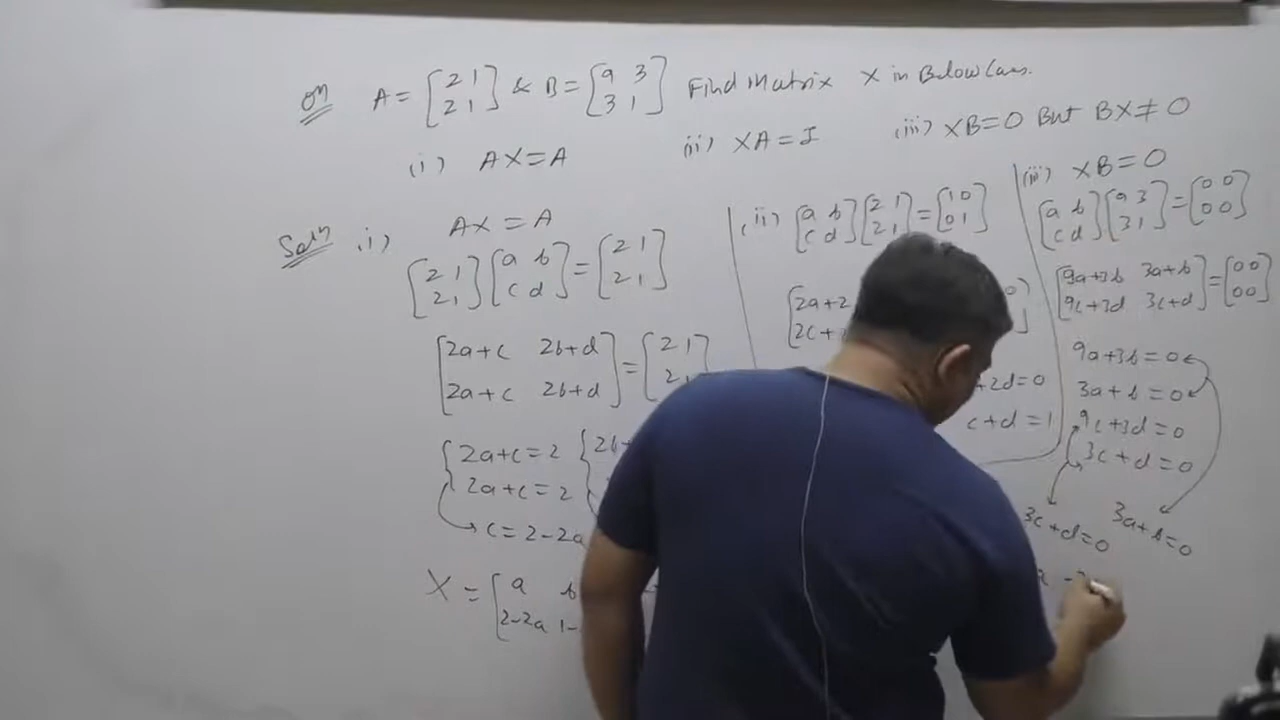 Qn A = [2 1; 2 1] & B = [9 3; 3 1] Find Matrix X in Below Cases.
(i) AX = A (ii) XA = I (iii) XB = 0 But BX ≠ 0
Soln (i) AX = A
[2 1; 2 1] [a b; c d] = [2 1; 2 1]
[2a+c 2b+d; 2a+c 2b+d] = [2 1; 2
{2a+c = 2 {2b
2a+c = 2
→ c = 2-2a
X = [a b; 2-2a 1-
(ii) [a b; c d] [2 1; 2 1] = [1 0; 0 1]
[2a+2
2c+
+2d = 0
c+d = 1
(iii) XB = 0
[a b; c d] [9 3; 3 1] = [0 0; 0 0]
[9a+3b 3a+b; 9c+3d 3c+d] = [0 0; 0 0]
9a+3b = 0
3a+b = 0
9c+3d = 0
3c+d = 0
3c+d = 0 3a+b = 0